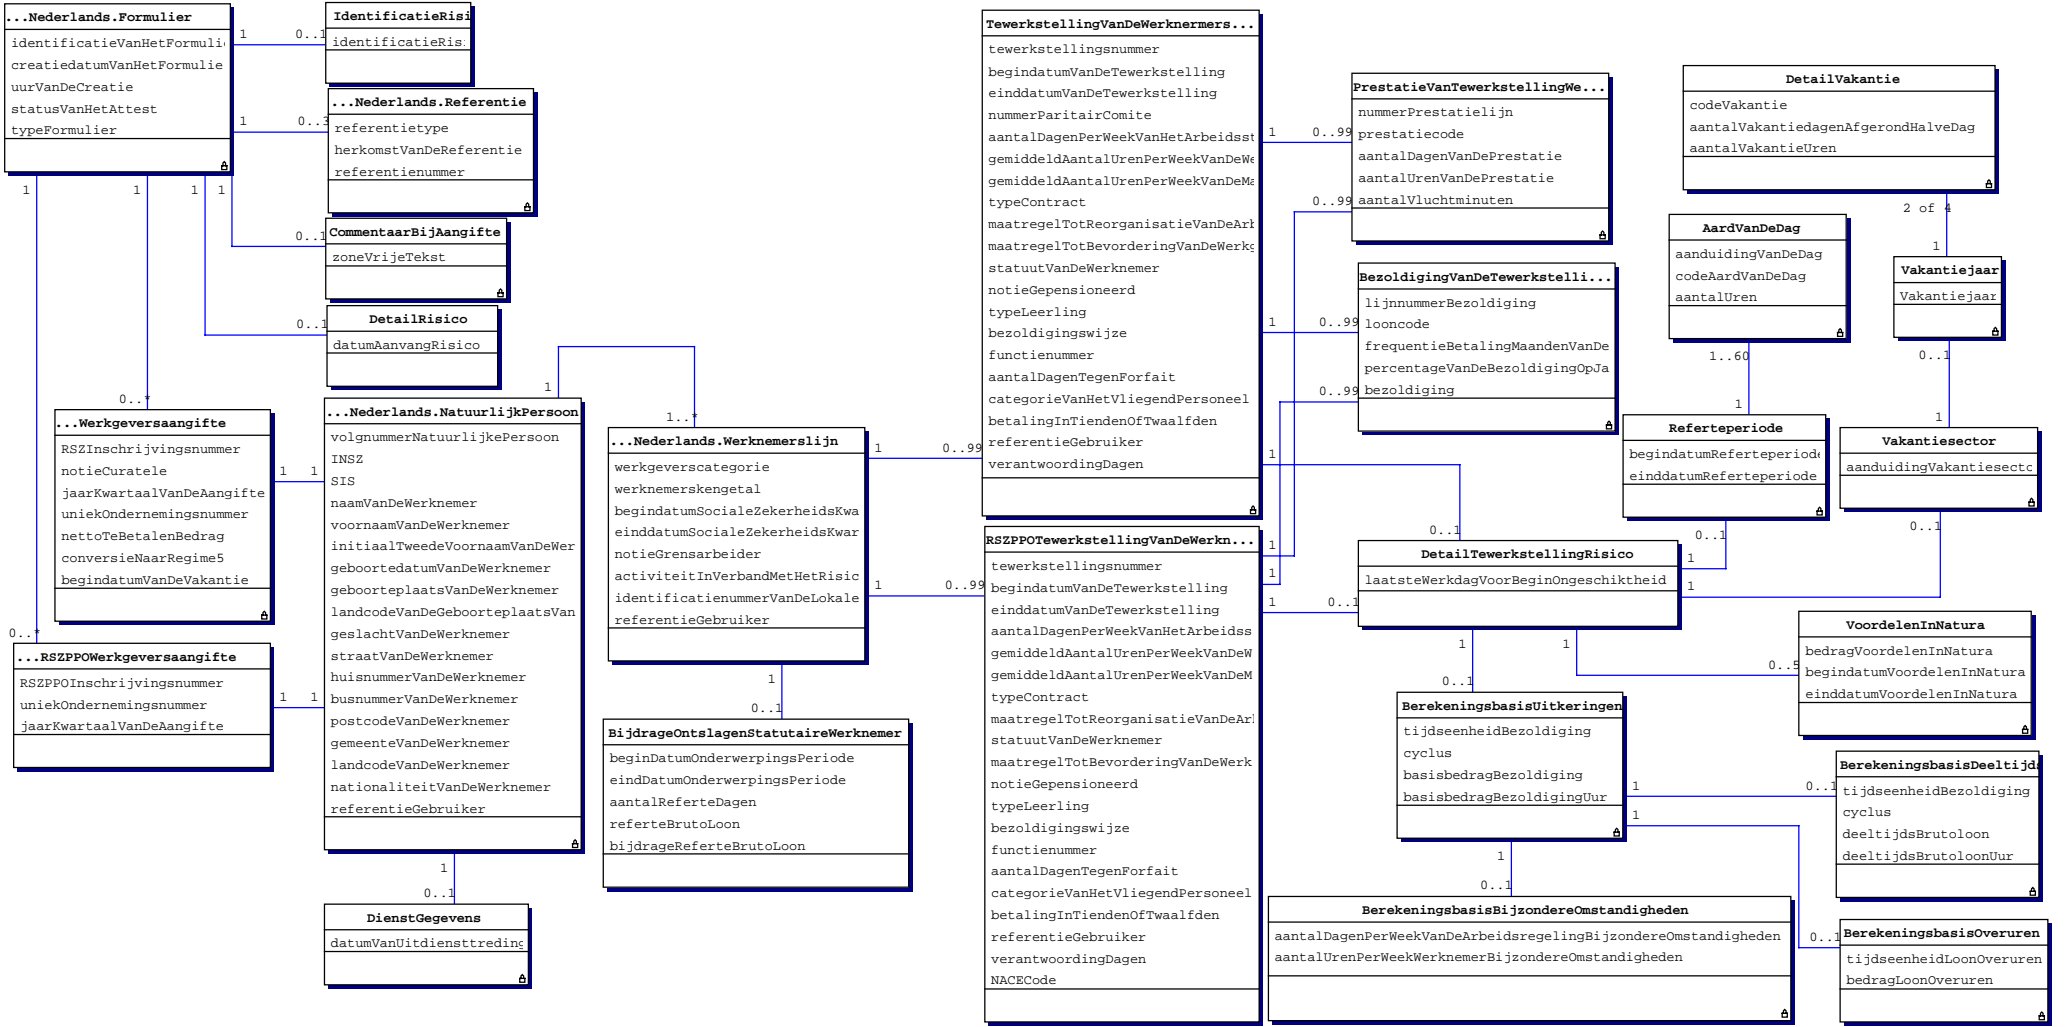 ...Nederlands.Formulier
identificatieVanHetFormuli
creatiedatumVanHetFormulie
uurVanDeCreatie
statusVanHetAttest
typeFormulier
1
0..1
1
0..3
1
1
1
1
0..1
0..1
0..*
0..*
IdentificatieRisi
identificatieRis
...Nederlands.Referentie
referentietype
herkomstVanDeReferentie
referentienummer
CommentaarBijAangifte
zoneVrijeTekst
DetailRisico
datumAanvangRisico
...Werkgeversaangifte
RSZInschrijvingsnummer
notieCuratele
jaarKwartaalVanDeAangifte
uniekOndernemingsnummer
nettoTeBetalenBedrag
conversieNaarRegime5
begindatumVanDeVakantie
1
1
...RSZPPOWerkgeversaangifte
RSZPPOInschrijvingsnummer
uniekOndernemingsnummer
jaarKwartaalVanDeAangifte
1
1
...Nederlands.NatuurlijkPersoon
volgnummerNatuurlijkePersoon
INSZ
SIS
naamVanDeWerknemer
voornaamVanDeWerknemer
initiaalTweedeVoornaamVanDeWer
geboortedatumVanDeWerknemer
geboorteplaatsVanDeWerknemer
landcodeVanDeGeboorteplaatsVan
geslachtVanDeWerknemer
straatVanDeWerknemer
huisnummerVanDeWerknemer
busnummerVanDeWerknemer
postcodeVanDeWerknemer
gemeenteVanDeWerknemer
landcodeVanDeWerknemer
nationaliteitVanDeWerknemer
referentieGebruiker
1
1..*
1
0..1
DienstGegevens
datumVanUitdiensttreding
...Nederlands.Werknemerslijn
werkgeverscategorie
werknemerskengetal
begindatumSocialeZekerheidsKwa
einddatumSocialeZekerheidsKwar
notieGrensarbeider
activiteitInVerbandMetHetRisic
identificatienummerVanDeLokale
referentieGebruiker
1
0..99
1
0..99
1
0..1
BijdrageOntslagenStatutaireWerknemer
beginDatumOnderwerpingsPeriode
eindDatumOnderwerpingsPeriode
aantalReferteDagen
referteBrutoLoon
bijdrageReferteBrutoLoon
TewerkstellingVanDeWerknermers...
tewerkstellingsnummer
begindatumVanDeTewerkstelling
einddatumVanDeTewerkstelling
nummerParitairComite
aantalDagenPerWeekVanHetArbeidsst
gemiddeldAantalUrenPerWeekVanDeWe
gemiddeldAantalUrenPerWeekVanDeMa
typeContract
maatregelTotReorganisatieVanDeArb
maatregelTotBevorderingVanDeWerkg
statuutVanDeWerknemer
notieGepensioneerd
typeLeerling
bezoldigingswijze
functienummer
aantalDagenTegenForfait
categorieVanHetVliegendPersoneel
betalingInTiendenOfTwaalfden
referentieGebruiker
verantwoordingDagen
1
0..99
1
0..99
1
0..1
RSZPPOTewerkstellingVanDeWerkn...
tewerkstellingsnummer
begindatumVanDeTewerkstelling
einddatumVanDeTewerkstelling
aantalDagenPerWeekVanHetArbeidss
gemiddeldAantalUrenPerWeekVanDeW
gemiddeldAantalUrenPerWeekVanDeM
typeContract
maatregelTotReorganisatieVanDeAr
statuutVanDeWerknemer
maatregelTotBevorderingVanDeWerk
notieGepensioneerd
typeLeerling
bezoldigingswijze
functienummer
aantalDagenTegenForfait
categorieVanHetVliegendPersoneel
betalingInTiendenOfTwaalfden
referentieGebruiker
verantwoordingDagen
NACECode
1
0..99
1
0..99
1
0..1
PrestatieVanTewerkstellingWe...
nummerPrestatielijn
prestatiecode
aantalDagenVanDePrestatie
aantalUrenVanDePrestatie
aantalVluchtminuten
BezoldigingVanDeTewerkstelli...
lijnnummerBezoldiging
looncode
frequentieBetalingMaandenVanDe
percentageVanDeBezoldigingOpJa
bezoldiging
DetailVakantie
codeVakantie
aantalVakantiedagenAfgerondHalveDag
aantalVakantieUren
2 of 4
1
AardVanDeDag
aanduidingVanDeDag
codeAardVanDeDag
aantalUren
1..60
1
Vakantiejaar
Vakantiejaar
0..1
1
Referteperiode
begindatumReferteperiode
einddatumReferteperiode
0..1
1
Vakantiesector
aanduidingVakantiesecto
0..1
1
DetailTewerkstellingRisico
laatsteWerkdagVoorBeginOngeschiktheid
1
0..1
1
0..5
VoordelenInNatura
bedragVoordelenInNatura
begindatumVoordelenInNatura
einddatumVoordelenInNatura
BerekeningsbasisUitkeringen
tijdseenheidBezoldiging
cyclus
basisbedragBezoldiging
basisbedragBezoldigingUur
1
0..1
1
0..1
1
0..1
BerekeningsbasisDeeltijds
tijdseenheidBezoldiging
cyclus
deeltijdsBrutoloon
deeltijdsBrutoloonUur
BerekeningsbasisBijzondereOmstandigheden
aantalDagenPerWeekVanDeArbeidsregelingBijzondereOmstandigheden
aantalUrenPerWeekWerknemerBijzondereOmstandigheden
BerekeningsbasisOveruren
tijdseenheidLoonOveruren
bedragLoonOveruren